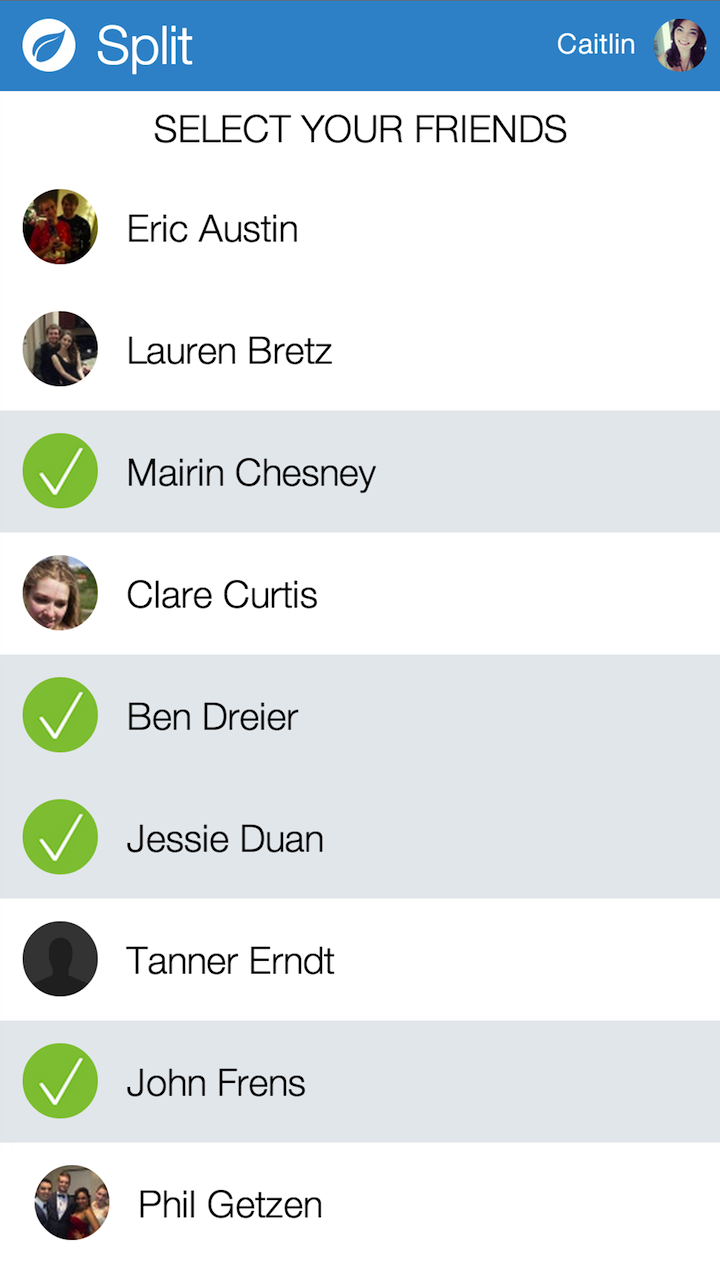 Split
Caitlin
SELECT YOUR FRIENDS
Eric Austin
Lauren Bretz
Mairin Chesney
Clare Curtis
Ben Dreier
Jessie Duan
Tanner Erndt
John Frens
Phil Getzen